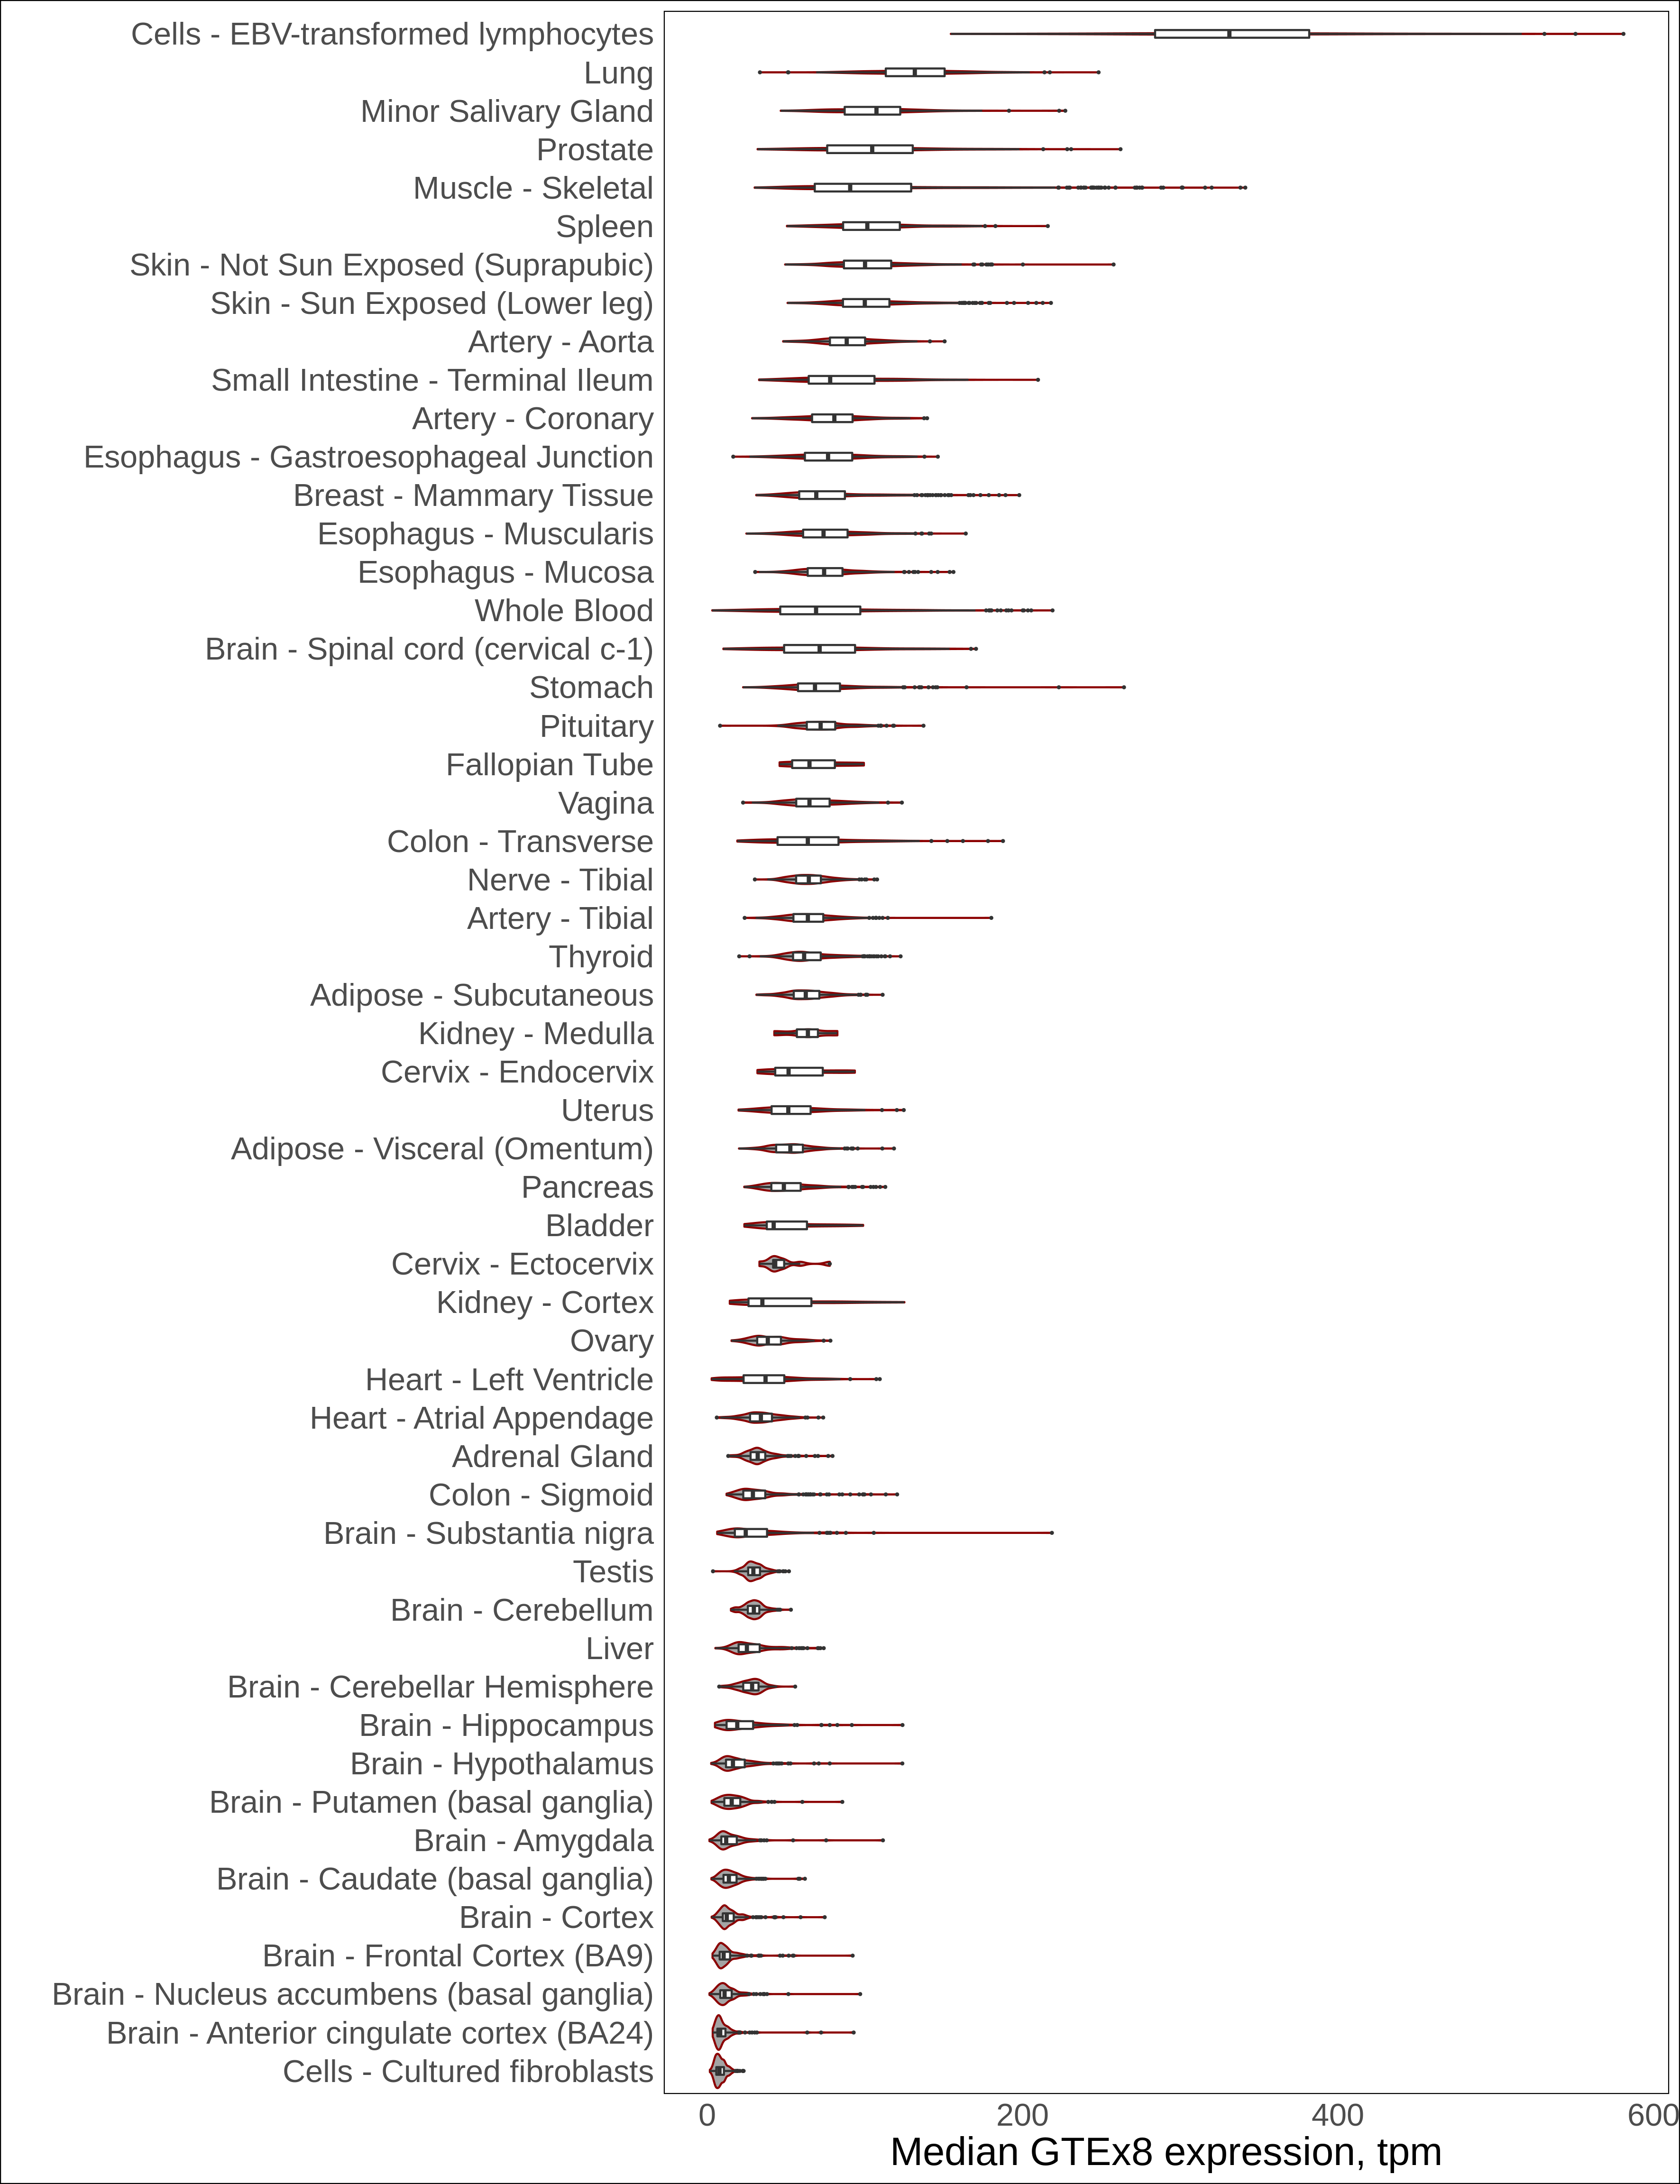 Cells - EBV-transformed lymphocytes
Lung
Minor Salivary Gland
Prostate
Muscle - Skeletal
Spleen
Skin - Not Sun Exposed (Suprapubic)
Skin - Sun Exposed (Lower leg)
Artery - Aorta
Small Intestine - Terminal Ileum
Artery - Coronary
Esophagus - Gastroesophageal Junction
Breast - Mammary Tissue
Esophagus - Muscularis
Esophagus - Mucosa
Whole Blood
Brain - Spinal cord (cervical c-1)
Stomach
Pituitary
Fallopian Tube
Vagina
Colon - Transverse
Nerve - Tibial
Artery - Tibial
Thyroid
Adipose - Subcutaneous
Kidney - Medulla
Cervix - Endocervix
Uterus
Adipose - Visceral (Omentum)
Pancreas
Bladder
Cervix - Ectocervix
Kidney - Cortex
Ovary
Heart - Left Ventricle
Heart - Atrial Appendage
Adrenal Gland
Colon - Sigmoid
Brain - Substantia nigra
Testis
Brain - Cerebellum
Liver
Brain - Cerebellar Hemisphere
Brain - Hippocampus
Brain - Hypothalamus
Brain - Putamen (basal ganglia)
Brain - Amygdala
Brain - Caudate (basal ganglia)
Brain - Cortex
Brain - Frontal Cortex (BA9)
Brain - Nucleus accumbens (basal ganglia)
Brain - Anterior cingulate cortex (BA24)
Cells - Cultured fibroblasts
0 200 400 600
Median GTEx8 expression, tpm